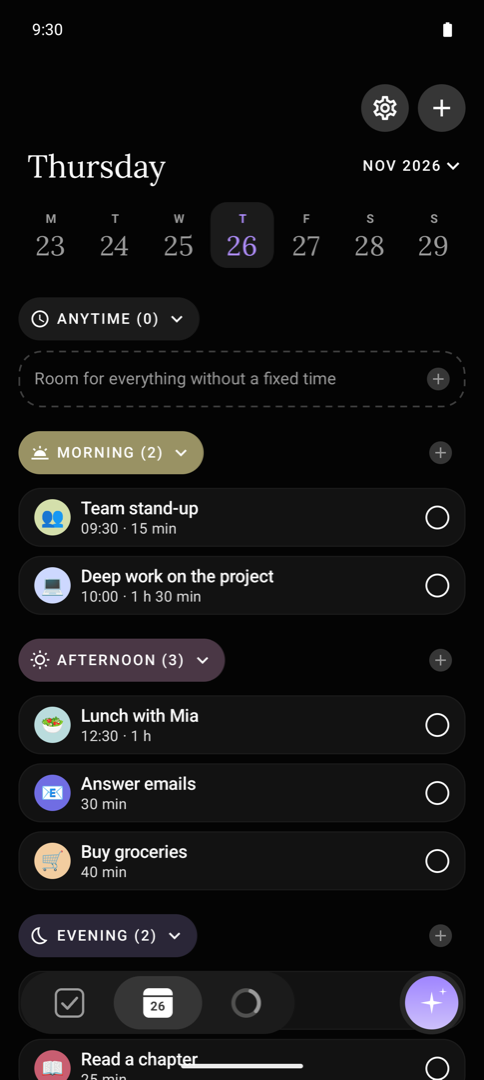 9:30
Thursday
NOV 2026
M T W T F S S
23 24 25 26 27 28 29
ANYTIME (0)
Room for everything without a fixed time
MORNING (2)
Team stand-up
09:30 · 15 min
Deep work on the project
10:00 · 1 h 30 min
AFTERNOON (3)
Lunch with Mia
12:30 · 1 h
Answer emails
30 min
Buy groceries
40 min
EVENING (2)
26
Read a chapter
25 min